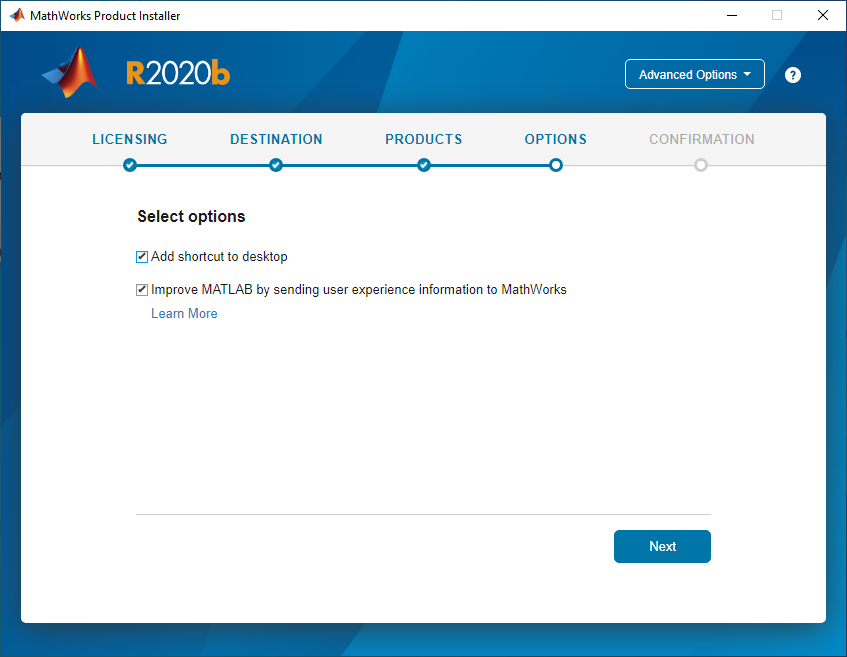 MathWorks Product Installer
R2020b
Advanced Options
?
LICENSING DESTINATION PRODUCTS OPTIONS CONFIRMATION
Select options
Add shortcut to desktop
Improve MATLAB by sending user experience information to MathWorks
Learn More
Next